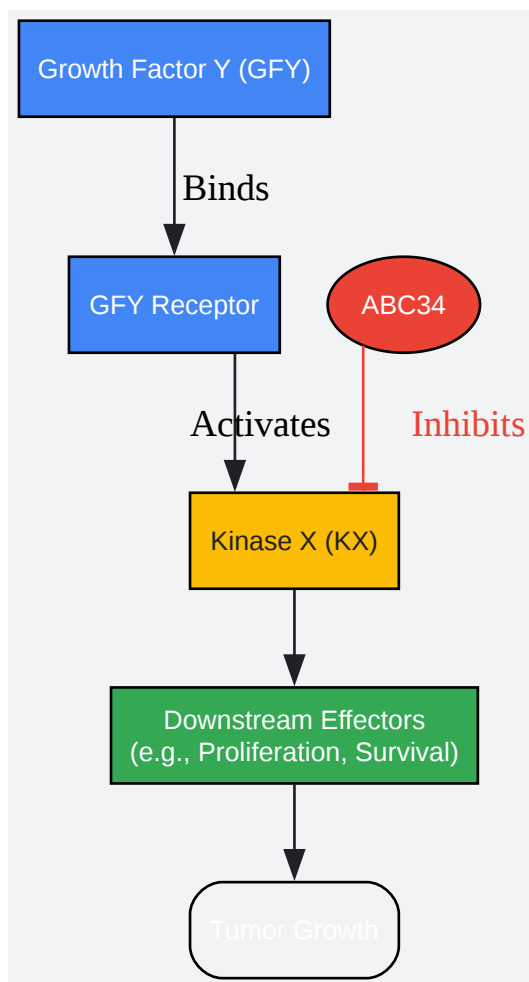 Growth Factor Y (GFY)
Binds
GFY Receptor
ABC34
Activates
Inhibits
Kinase X (KX)
Downstream Effectors
(e.g., Proliferation, Survival)
Tumor Growth